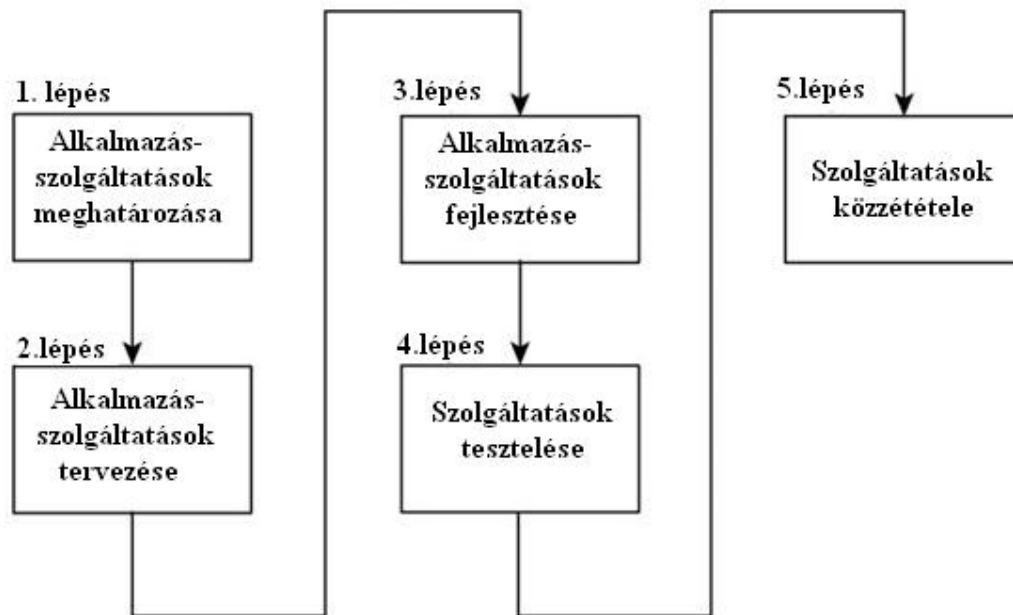 1. lépés
Alkalmazás-
szolgáltatások
meghatározása
2.lépés
Alkalmazás-
szolgáltatások
tervezése
3.lépés
Alkalmazás-
szolgáltatások
fejlesztése
4.lépés
Szolgáltatások
tesztelése
5.lépés
Szolgáltatások
közzététele